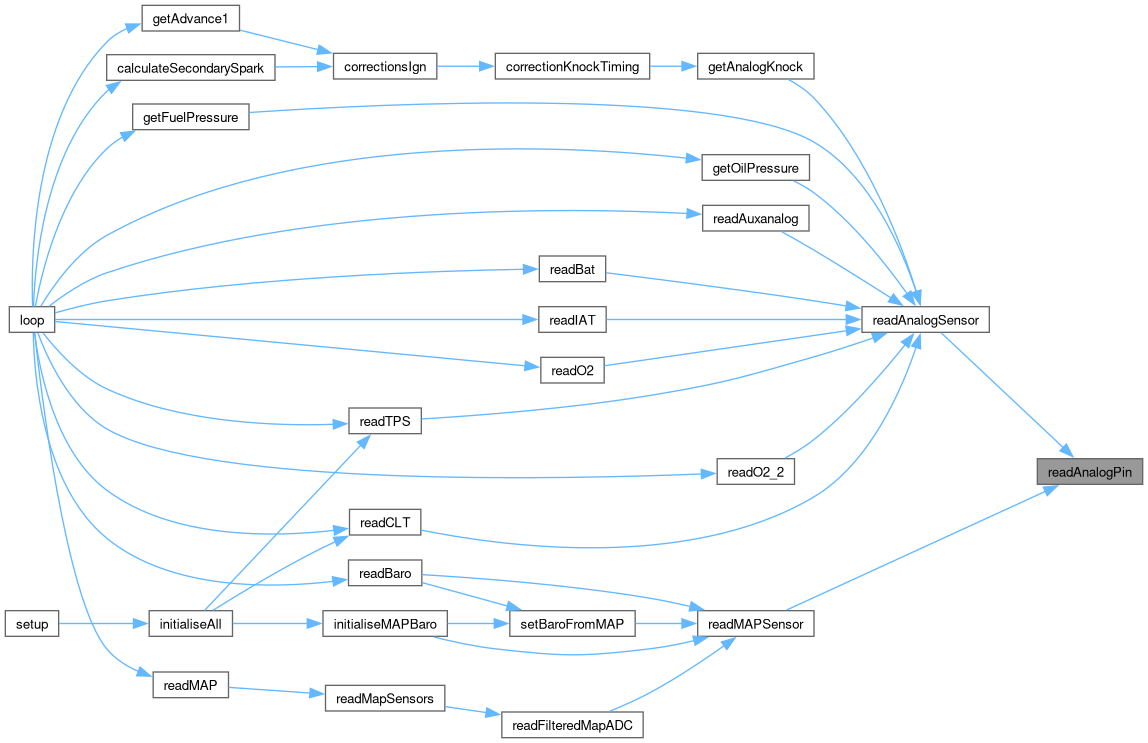 getAdvance1
calculateSecondarySpark
correctionsIgn
correctionKnockTiming
getAnalogKnock
getFuelPressure
getOilPressure
readAuxanalog
readBat
loop
readIAT
readAnalogSensor
readO2
readTPS
readO2_2
readAnalogPin
readCLT
readBaro
setup
initialiseAll
initialiseMAPBaro
setBaroFromMAP
readMAPSensor
readMAP
readMapSensors
readFilteredMapADC